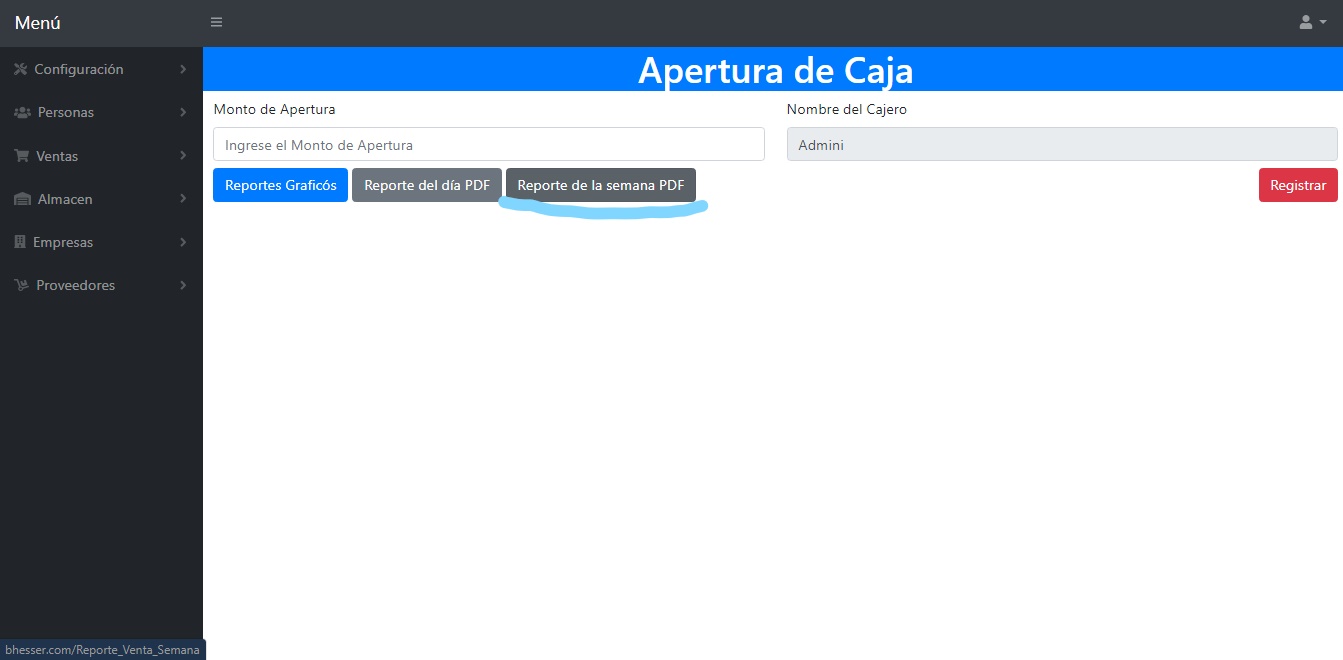 Menú
Configuración
Personas
Ventas
Almacen
Empresas
Proveedores
Apertura de Caja
Monto de Apertura
Nombre del Cajero
Ingrese el Monto de Apertura
Admini
Reportes Graficós
Reporte del día PDF
Reporte de la semana PDF
Registrar
bhesser.com/Reporte_Venta_Semana